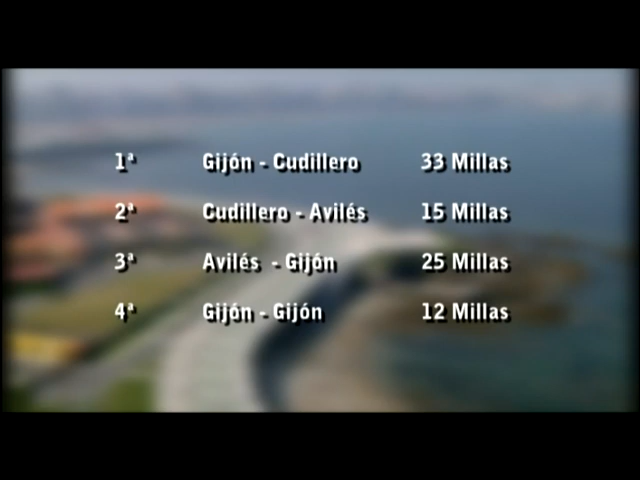 1ª Gijón - Cudillero 33 Millas
2ª Cudillero - Avilés 15 Millas
3ª Avilés - Gijón 25 Millas
4ª Gijón - Gijón 12 Millas